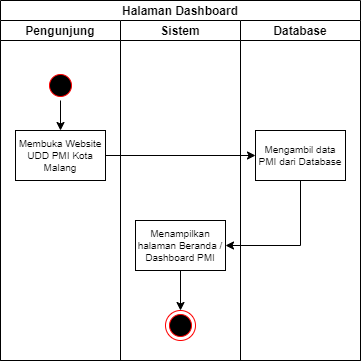 Halaman Dashboard
Pengunjung
Sistem
Database
Membuka Website
UDD PMI Kota
Malang
Mengambil data
PMI dari Database
Menampilkan
halaman Beranda /
Dashboard PMI